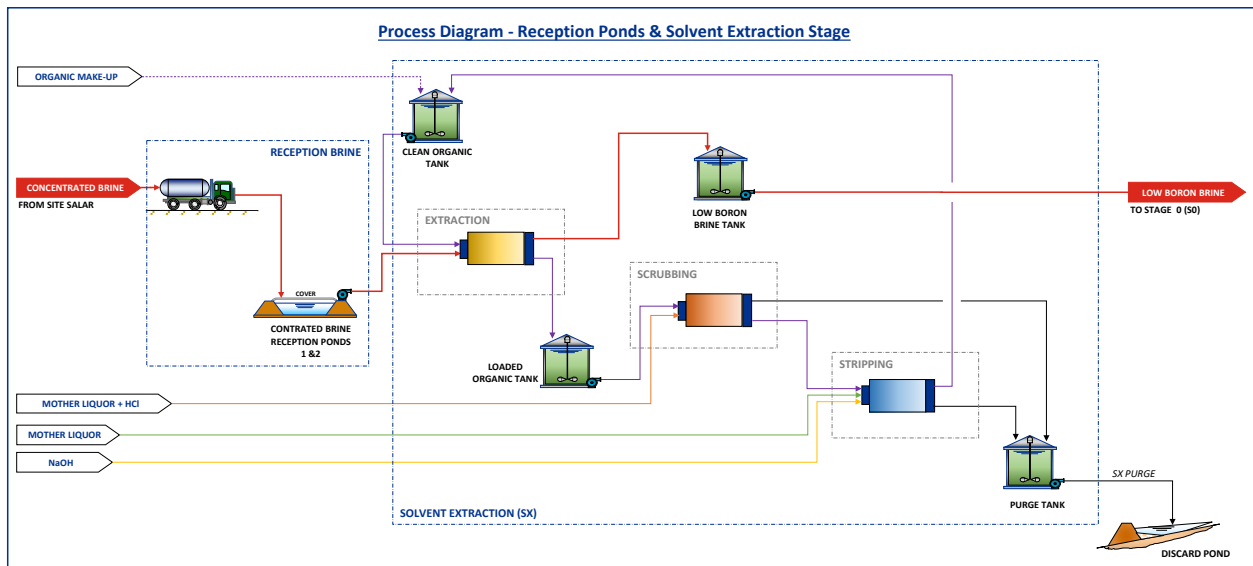 Process Diagram - Reception Ponds & Solvent Extraction Stage
ORGANIC MAKE-UP
CLEAN ORGANIC
TANK
RECEPTION BRINE
CONCENTRATED BRINE
FROM SITE SALAR
LOW BORON
BRINE TANK
LOW BORON BRINE
TO STAGE 0 (S0)
EXTRACTION
COVER
CONTRATED BRINE
RECEPTION PONDS
1 &2
SCRUBBING
LOADED
ORGANIC TANK
STRIPPING
MOTHER LIQUOR + HCl
MOTHER LIQUOR
NaOH
SX PURGE
PURGE TANK
SOLVENT EXTRACTION (SX)
DISCARD POND